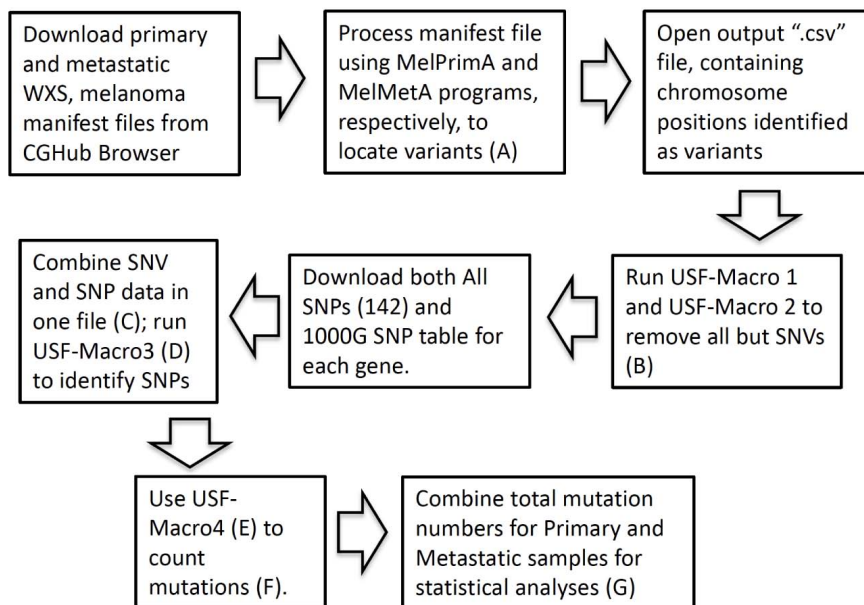 Download primary
and metastatic
WXS, melanoma
manifest files from
CGHub Browser
Process manifest file
using MelPrimA and
MelMetA programs,
respectively, to
locate variants (A)
Open output “.csv”
file, containing
chromosome
positions identified
as variants
Run USF-Macro 1
and USF-Macro 2 to
remove all but SNVs
(B)
Download both All
SNPs (142) and
1000G SNP table for
each gene.
Combine SNV
and SNP data in
one file (C); run
USF-Macro3 (D)
to identify SNPs
Use USF-
Macro4 (E) to
count
mutations (F).
Combine total mutation
numbers for Primary and
Metastatic samples for
statistical analyses (G)